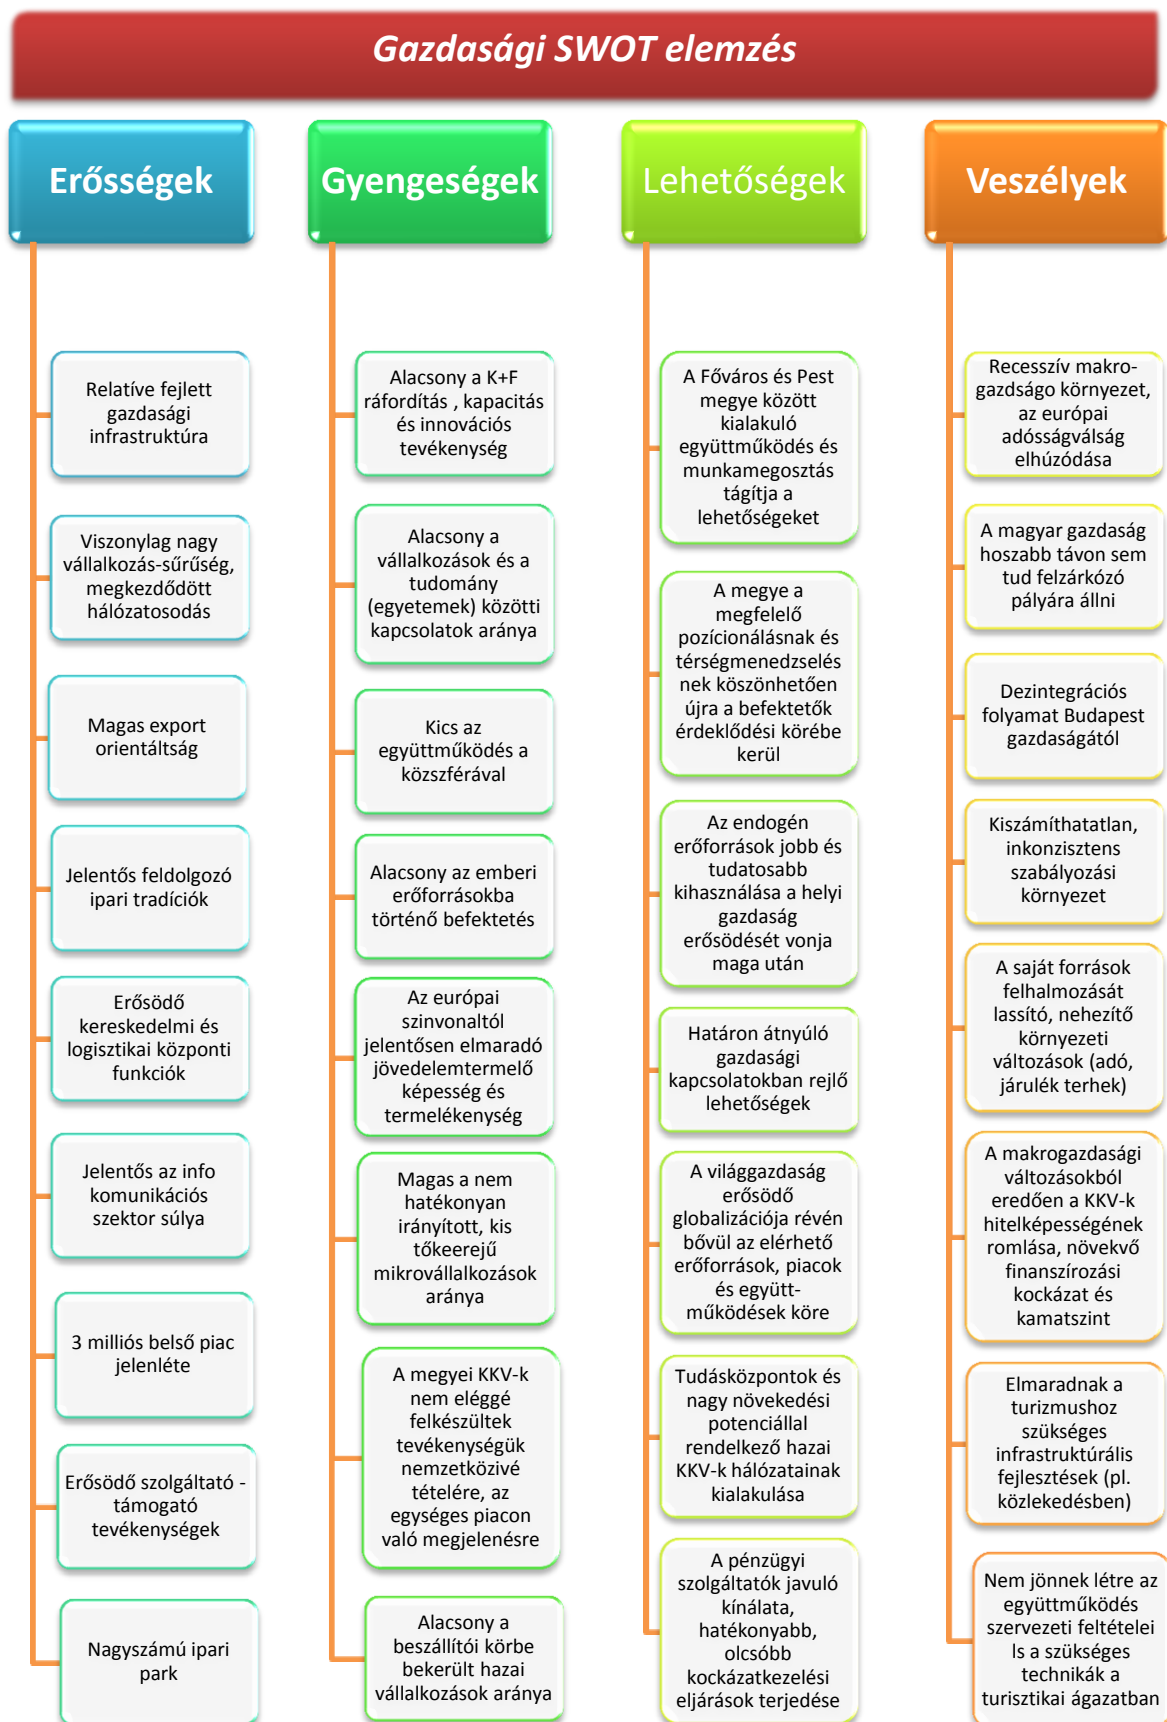 Gazdasági SWOT elemzés
Erősségek
Relatíve fejlett
gazdasági
infrastruktúra
Viszonylag nagy
vállalkozás-sűrűség,
megkezdődött
hálózatosodás
Magas export
orientáltság
Jelentős feldolgozó
ipari tradíciók
Erősödő
kereskedelmi és
logisztikai központi
funkciók
Jelentős az info
komunikációs
szektor súlya
3 milliós belső piac
jelenléte
Erősödő szolgáltató -
támogató
tevékenységek
Nagyszámú ipari
park
Gyengeségek
Alacsony a K+F
ráfordítás , kapacitás
és innovációs
tevékenység
Alacsony a
vállalkozások és a
tudomány
(egyetemek) közötti
kapcsolatok aránya
Kics az
együttműködés a
közszférával
Alacsony az emberi
erőforrásokba
történő befektetés
Az európai
szinvonaltól
jelentősen elmaradó
jövedelemtermelő
képesség és
termelékenység
Magas a nem
hatékonyan
irányított, kis
tőkeerejű
mikrovállalkozások
aránya
A megyei KKV-k
nem eléggé
felkészültek
tevékenységük
nemzetközivé
tételére, az
egységes piacon
való megjelenésre
Alacsony a
beszállítói körbe
bekerült hazai
vállalkozások aránya
Lehetőségek
A Főváros és Pest
megye között
kialakuló
együttműködés és
munkamegosztás
tágítja a
lehetőségeket
A megye a
megfelelő
pozícionálásnak és
térségmenedzselés
nek köszönhetően
újra a befektetők
érdeklődési körébe
kerül
Az endogén
erőforrások jobb és
tudatosabb
kihasználása a helyi
gazdaság
erősödését vonja
maga után
Határon átnyúló
gazdasági
kapcsolatokban rejlő
lehetőségek
A világgazdaság
erősödő
globalizációja révén
bővül az elérhető
erőforrások, piacok
és együtt-
működések köre
Tudásközpontok és
nagy növekedési
potenciállal
rendelkező hazai
KKV-k hálózatainak
kialakulása
A pénzügyi
szolgáltatók javuló
kínálata,
hatékonyabb,
olcsóbb
kockázatkezelési
eljárások terjedése
Veszélyek
Recesszív makro-
gazdságo környezet,
az európai
adósságválság
elhúzódása
A magyar gazdaság
hoszabb távon sem
tud felzárkózó
pályára állni
Dezintegrációs
folyamat Budapest
gazdaságától
Kiszámíthatatlan,
inkonzisztens
szabályozási
környezet
A saját források
felhalmozását
lassító, nehezítő
környezeti
változások (adó,
járulék terhek)
A makrogazdasági
változásokból
eredően a KKV-k
hitelképességének
romlása, növekvő
finanszírozási
kockázat és
kamatszint
Elmaradnak a
turizmushoz
szükséges
infrastruktúrális
fejlesztések (pl.
közlekedésben)
Nem jönnek létre az
együttműködés
szervezeti feltételei
ls a szükséges
technikák a
turisztikai ágazatban